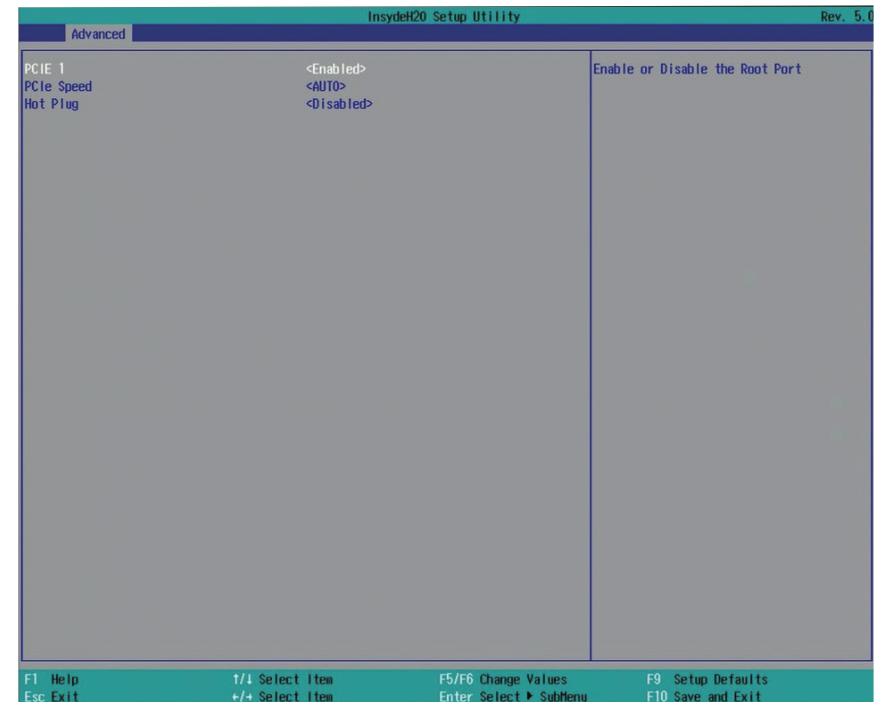 InsydeH20 Setup Utility Rev. 5.0
Advanced
PCIE 1 <Enabled> Enable or Disable the Root Port
PCIe Speed <AUTO>
Hot Plug <Disabled>
F1 Help ↑/↓ Select Item F5/F6 Change Values F9 Setup Defaults
Esc Exit ←/→ Select Item Enter Select ▶ SubMenu F10 Save and Exit